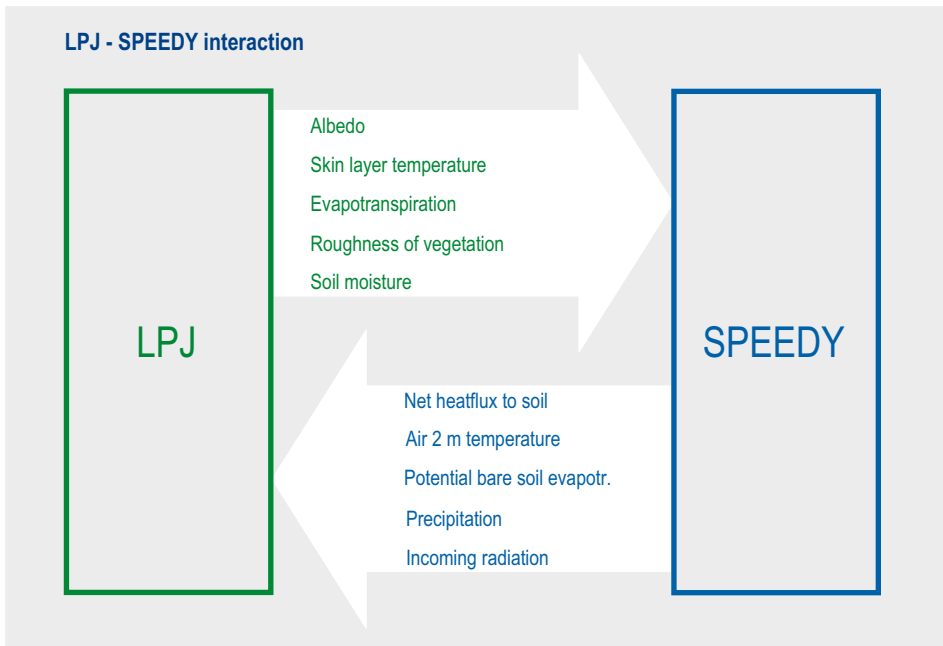 LPJ - SPEEDY interaction
Albedo
Skin layer temperature
Evapotranspiration
Roughness of vegetation
Soil moisture
LPJ
SPEEDY
Net heatflux to soil
Air 2 m temperature
Potential bare soil evapotr.
Precipitation
Incoming radiation